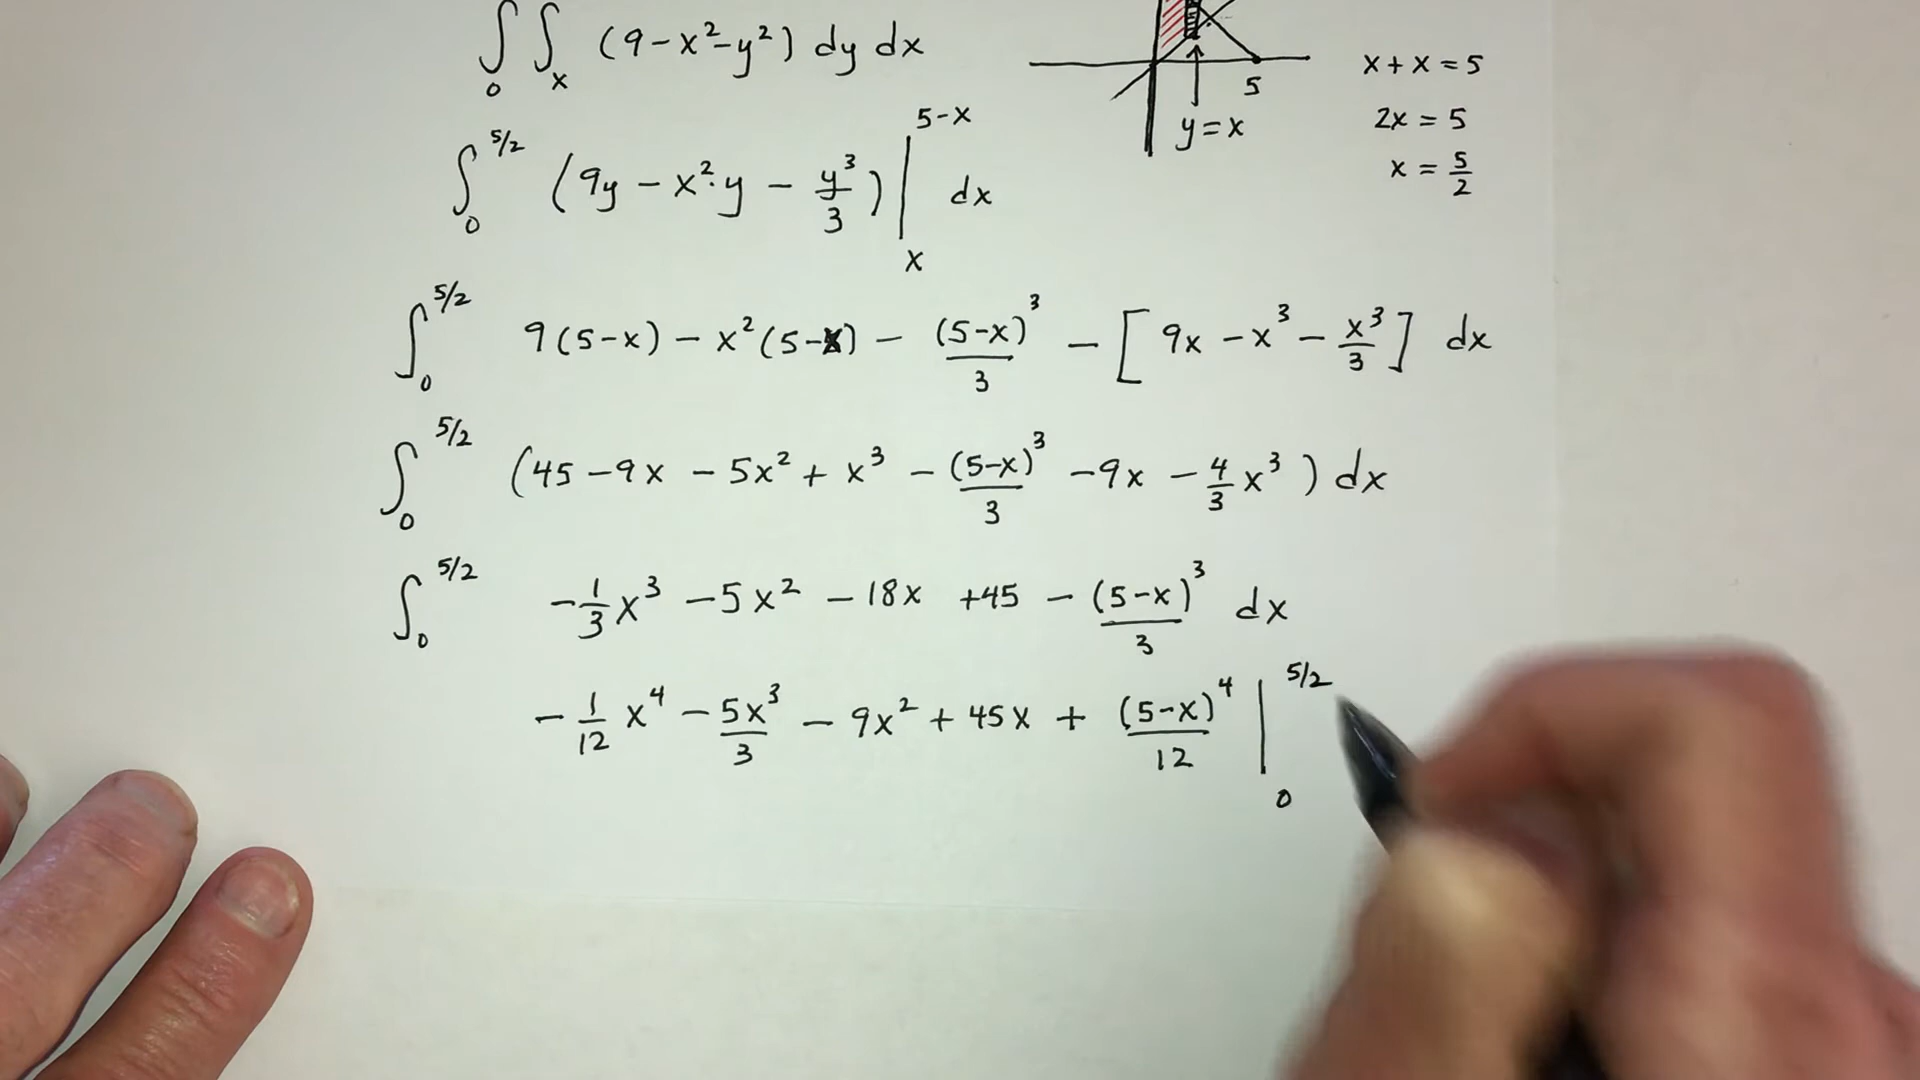 ∫₀ ∫ₓ (9-x²-y²) dy dx
5
y=x
x+x=5
2x=5
x=5/2
∫₀^5/2 (9y - x²·y - y³/3) |ₓ^5-x dx
∫₀^5/2 9(5-x) - x²(5-x) - (5-x)³/3 - [9x - x³ - x³/3] dx
∫₀^5/2 (45 - 9x - 5x² + x³ - (5-x)³/3 - 9x - 4/3 x³) dx
∫₀^5/2 -1/3 x³ - 5x² - 18x + 45 - (5-x)³/3 dx
-1/12 x⁴ - 5x³/3 - 9x² + 45x + (5-x)⁴/12 |₀^5/2